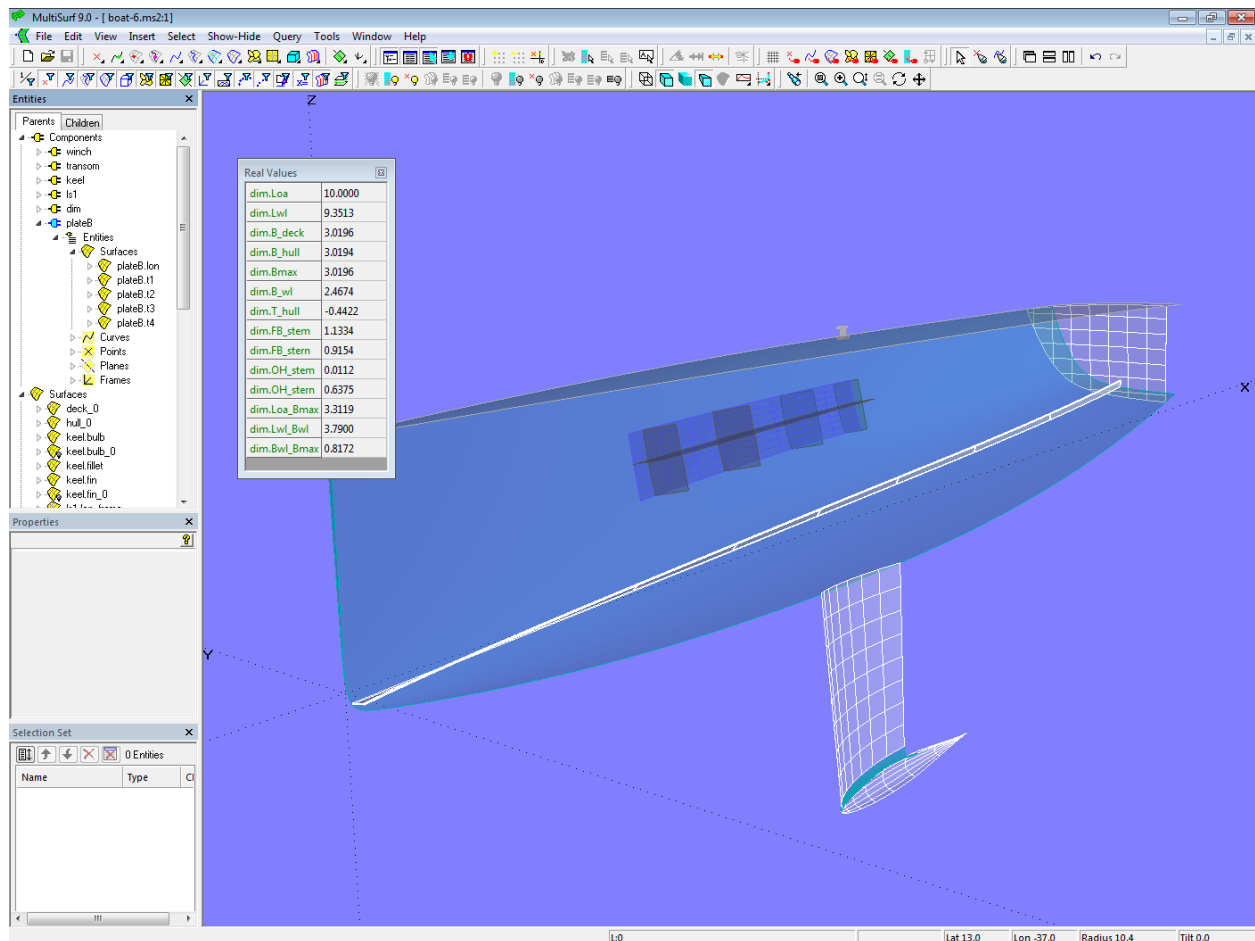 MultiSurf 9.0 - [ boat-6.ms2:1]
File Edit View Insert Select Show-Hide Query Tools Window Help
Entities
Parents Children
Components
winch
transom
keel
ls1
dim
plateB
Entities
Surfaces
plateB.lon
plateB.t1
plateB.t2
plateB.t3
plateB.t4
Curves
Points
Planes
Frames
Surfaces
deck_0
hull_0
keel.bulb
keel.bulb_0
keel.fillet
keel.fin
keel.fin_0
Properties
Selection Set
0 Entities
Name Type Cl
Z
Real Values
dim.Loa 10.0000
dim.Lwl 9.3513
dim.B_deck 3.0196
dim.B_hull 3.0194
dim.Bmax 3.0196
dim.B_wl 2.4674
dim.T_hull -0.4422
dim.FB_stem 1.1334
dim.FB_stern 0.9154
dim.OH_stem 0.0112
dim.OH_stern 0.6375
dim.Loa_Bmax 3.3119
dim.Lwl_Bwl 3.7900
dim.Bwl_Bmax 0.8172
X
Y
L:0 Lat 13.0 Lon -37.0 Radius 10.4 Tilt 0.0